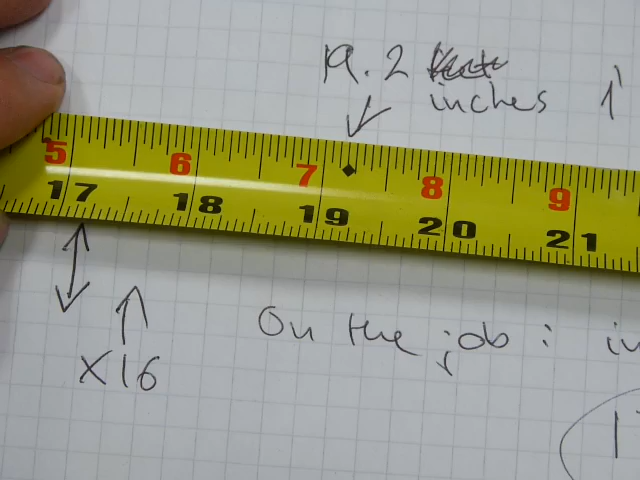 19.2
inches
5 6 7 8 9
17 18 19 20 21
X16
On the job: